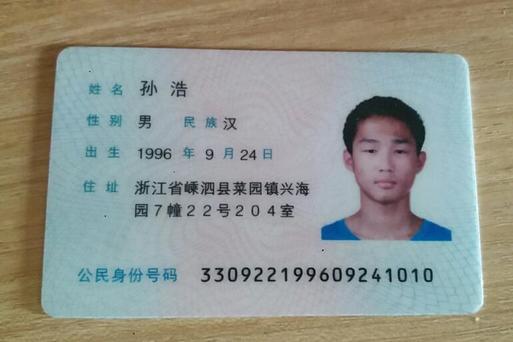 姓名 孙浩
性别 男 民族 汉
出生 1996 年 9 月 24 日
住址 浙江省嵊泗县菜园镇兴海
园7幢22号204室
公民身份号码 330922199609241010